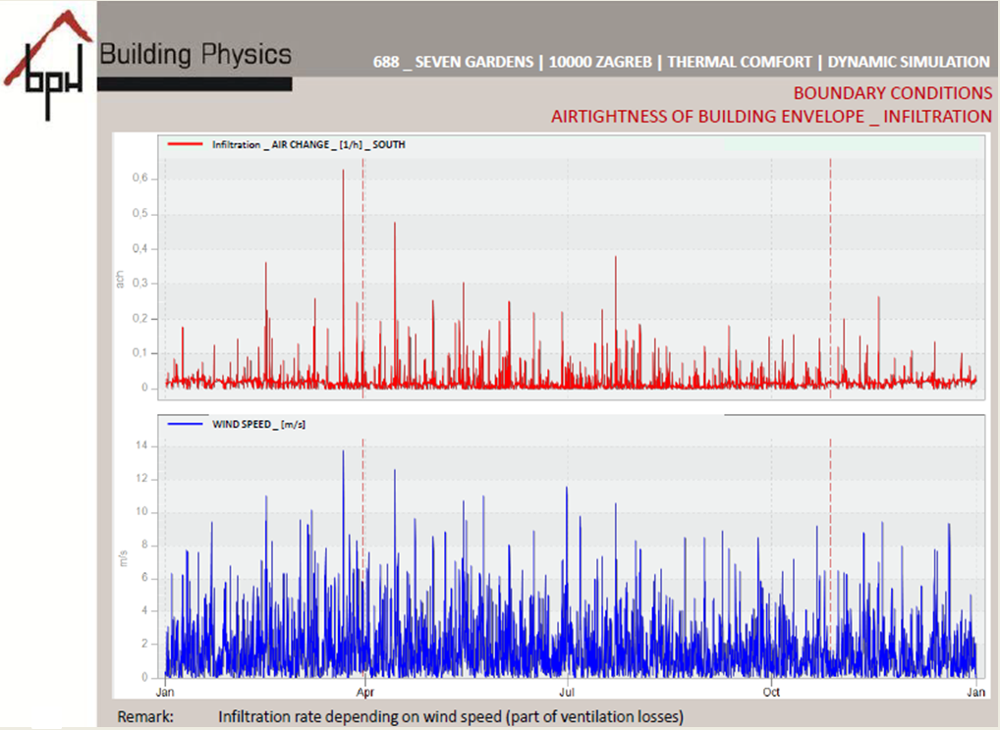 bpH
Building Physics
688 _ SEVEN GARDENS | 10000 ZAGREB | THERMAL COMFORT | DYNAMIC SIMULATION
BOUNDARY CONDITIONS
AIRTIGHTNESS OF BUILDING ENVELOPE _ INFILTRATION
Infiltration _ AIR CHANGE _ [1/h] _ SOUTH
0,6
0,5
0,4
0,3
0,2
0,1
0
ach
WIND SPEED _ [m/s]
14
12
10
8
6
4
2
0
m/s
Jan Apr Jul Oct Jan
Remark: Infiltration rate depending on wind speed (part of ventilation losses)